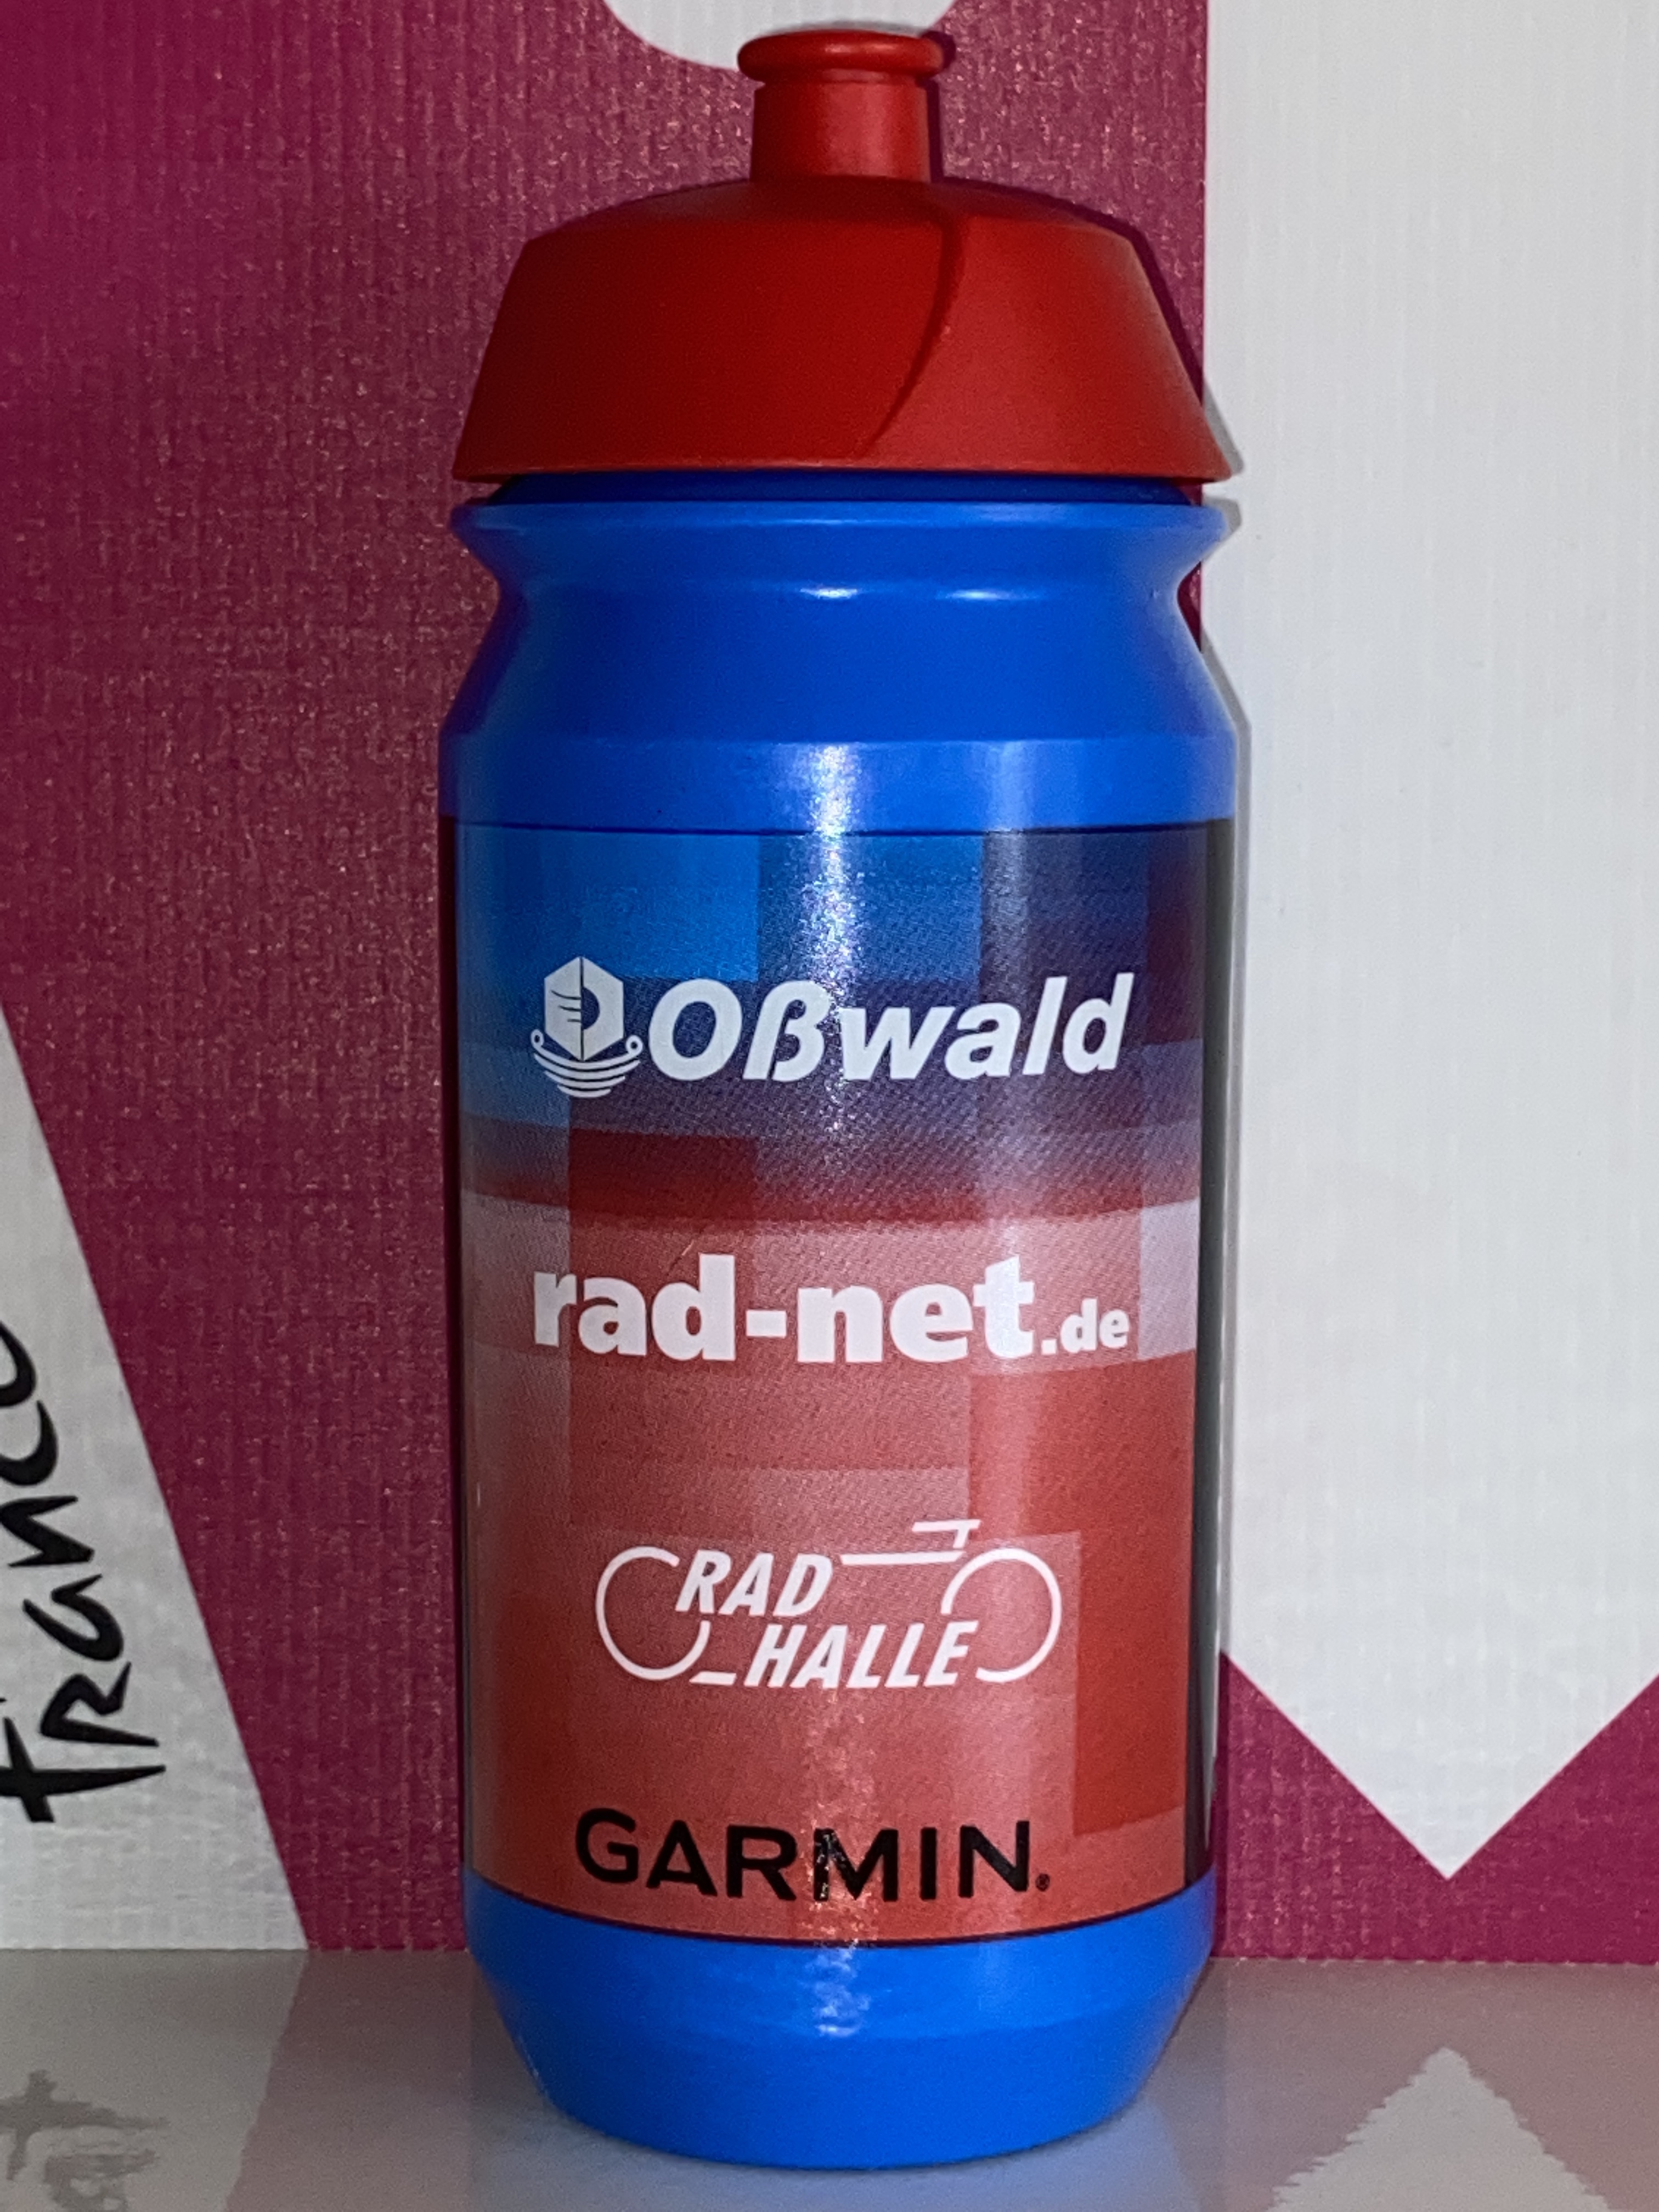 Oßwald
rad-net.de
RAD
HALLE
GARMIN®